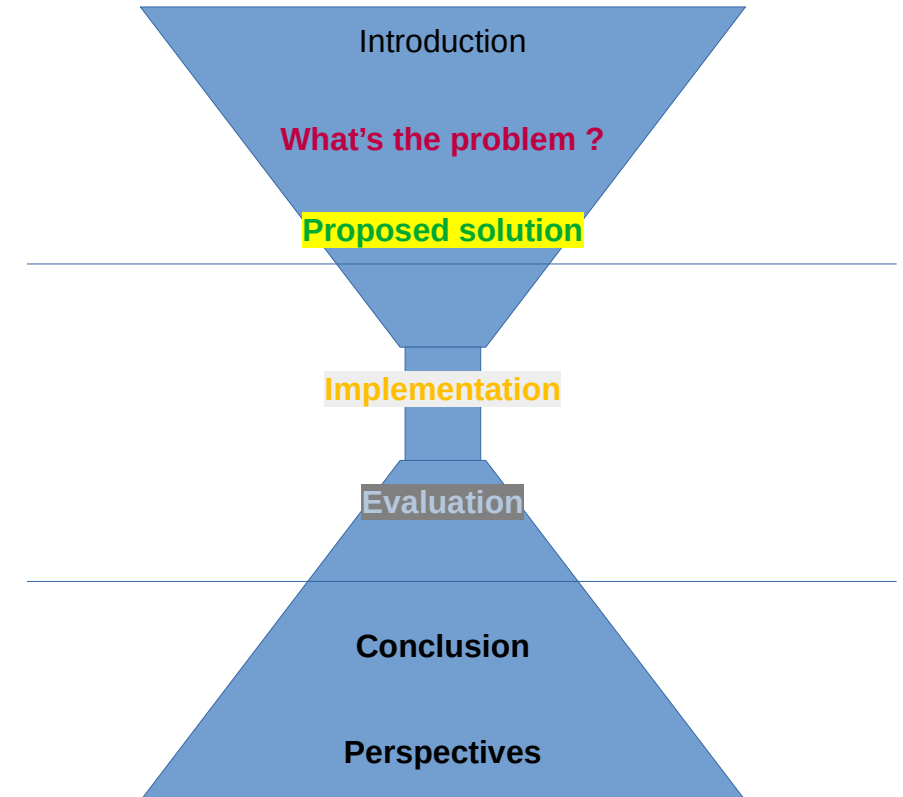 Introduction
What’s the problem ?
Proposed solution
Implementation
Evaluation
Conclusion
Perspectives